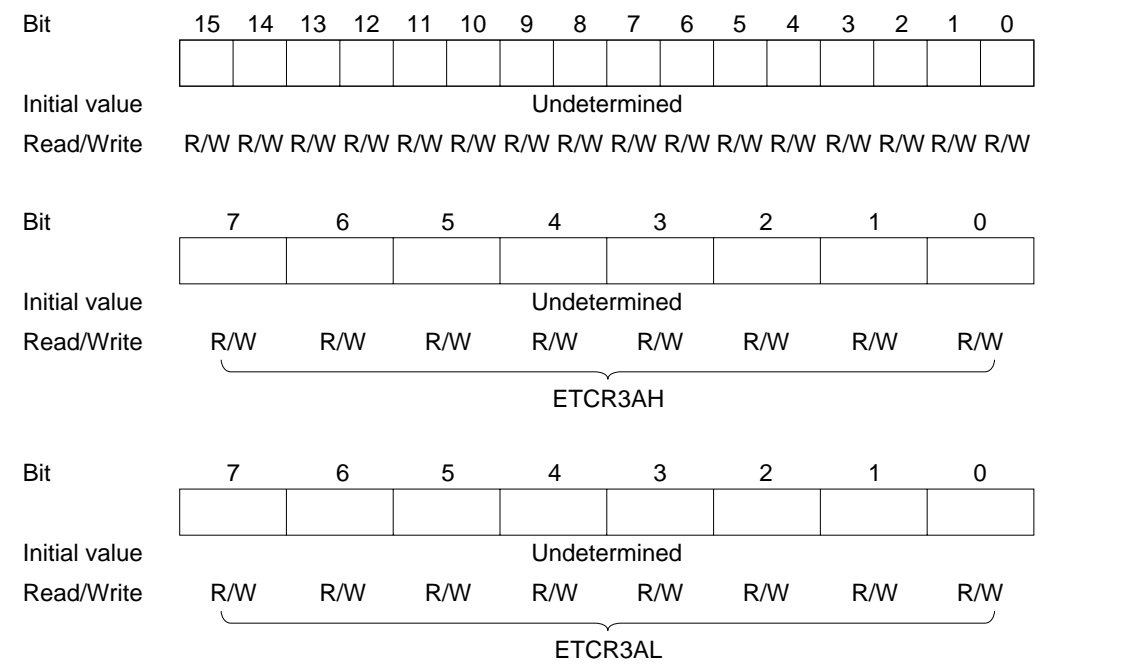 Bit 15 14 13 12 11 10 9 8 7 6 5 4 3 2 1 0
Initial value Undetermined
Read/Write R/W R/W R/W R/W R/W R/W R/W R/W R/W R/W R/W R/W R/W R/W R/W R/W
Bit 7 6 5 4 3 2 1 0
Initial value Undetermined
Read/Write R/W R/W R/W R/W R/W R/W R/W R/W
ETCR3AH
Bit 7 6 5 4 3 2 1 0
Initial value Undetermined
Read/Write R/W R/W R/W R/W R/W R/W R/W R/W
ETCR3AL